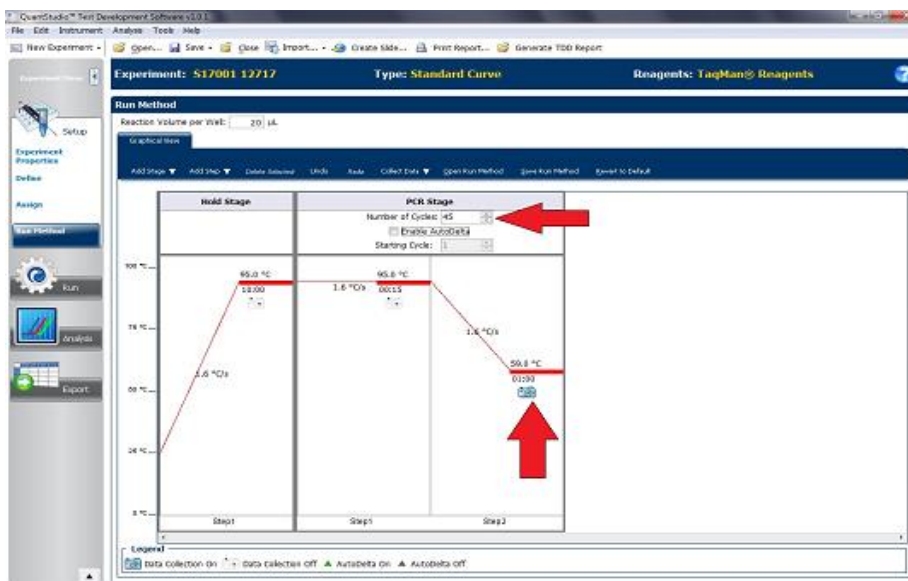 QuantStudio™ Test Development Software v1.0.1
File Edit Instrument Analysis Tools Help
New Experiment Open... Save Close Import... Create Slide... Print Report... Generate TDD Report
Experiment: S17001 12717 Type: Standard Curve Reagents: TaqMan® Reagents
Run Method
Reaction Volume per Well: 20 µL
Graphical View
Add Stage Add Step Delete Selected Undo Redo Collect Data Open Run Method Save Run Method Revert to Default
Setup
Experiment
Properties
Define
Assign
Run Method
Run
Analysis
Export
Hold Stage PCR Stage
Number of Cycles: 45
Enable AutoDelta
Starting Cycle: 1
100 °C
95.0 °C 95.0 °C
10:00 1.6 °C/s 00:15
75 °C
1.6 °C/s
59.0 °C
1.6 °C/s 01:00
50 °C
25 °C
0 °C
Step1 Step1 Step2
Legend
Data Collection On Data Collection Off AutoDelta On AutoDelta Off